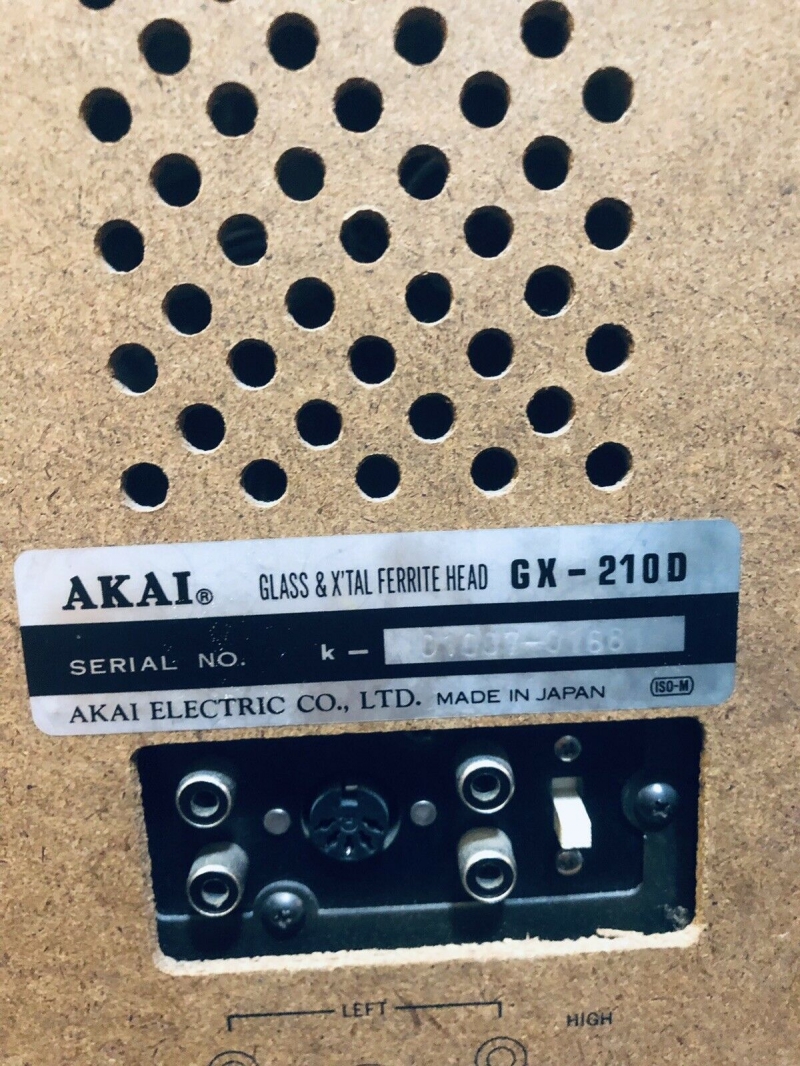 AKAI® GLASS & X'TAL FERRITE HEAD GX-210D
SERIAL NO. k-
AKAI ELECTRIC CO., LTD. MADE IN JAPAN ISO-M
LEFT
HIGH